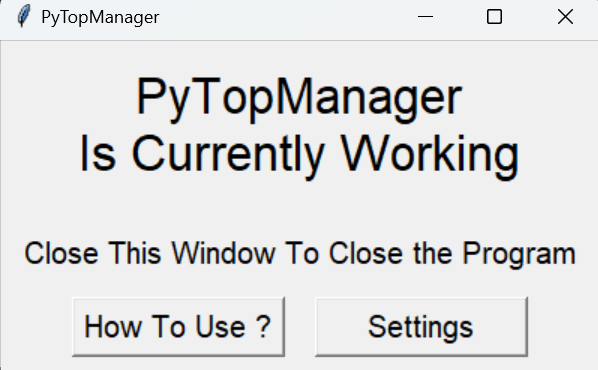 PyTopManager
PyTopManager
Is Currently Working
Close This Window To Close the Program
How To Use ?
Settings